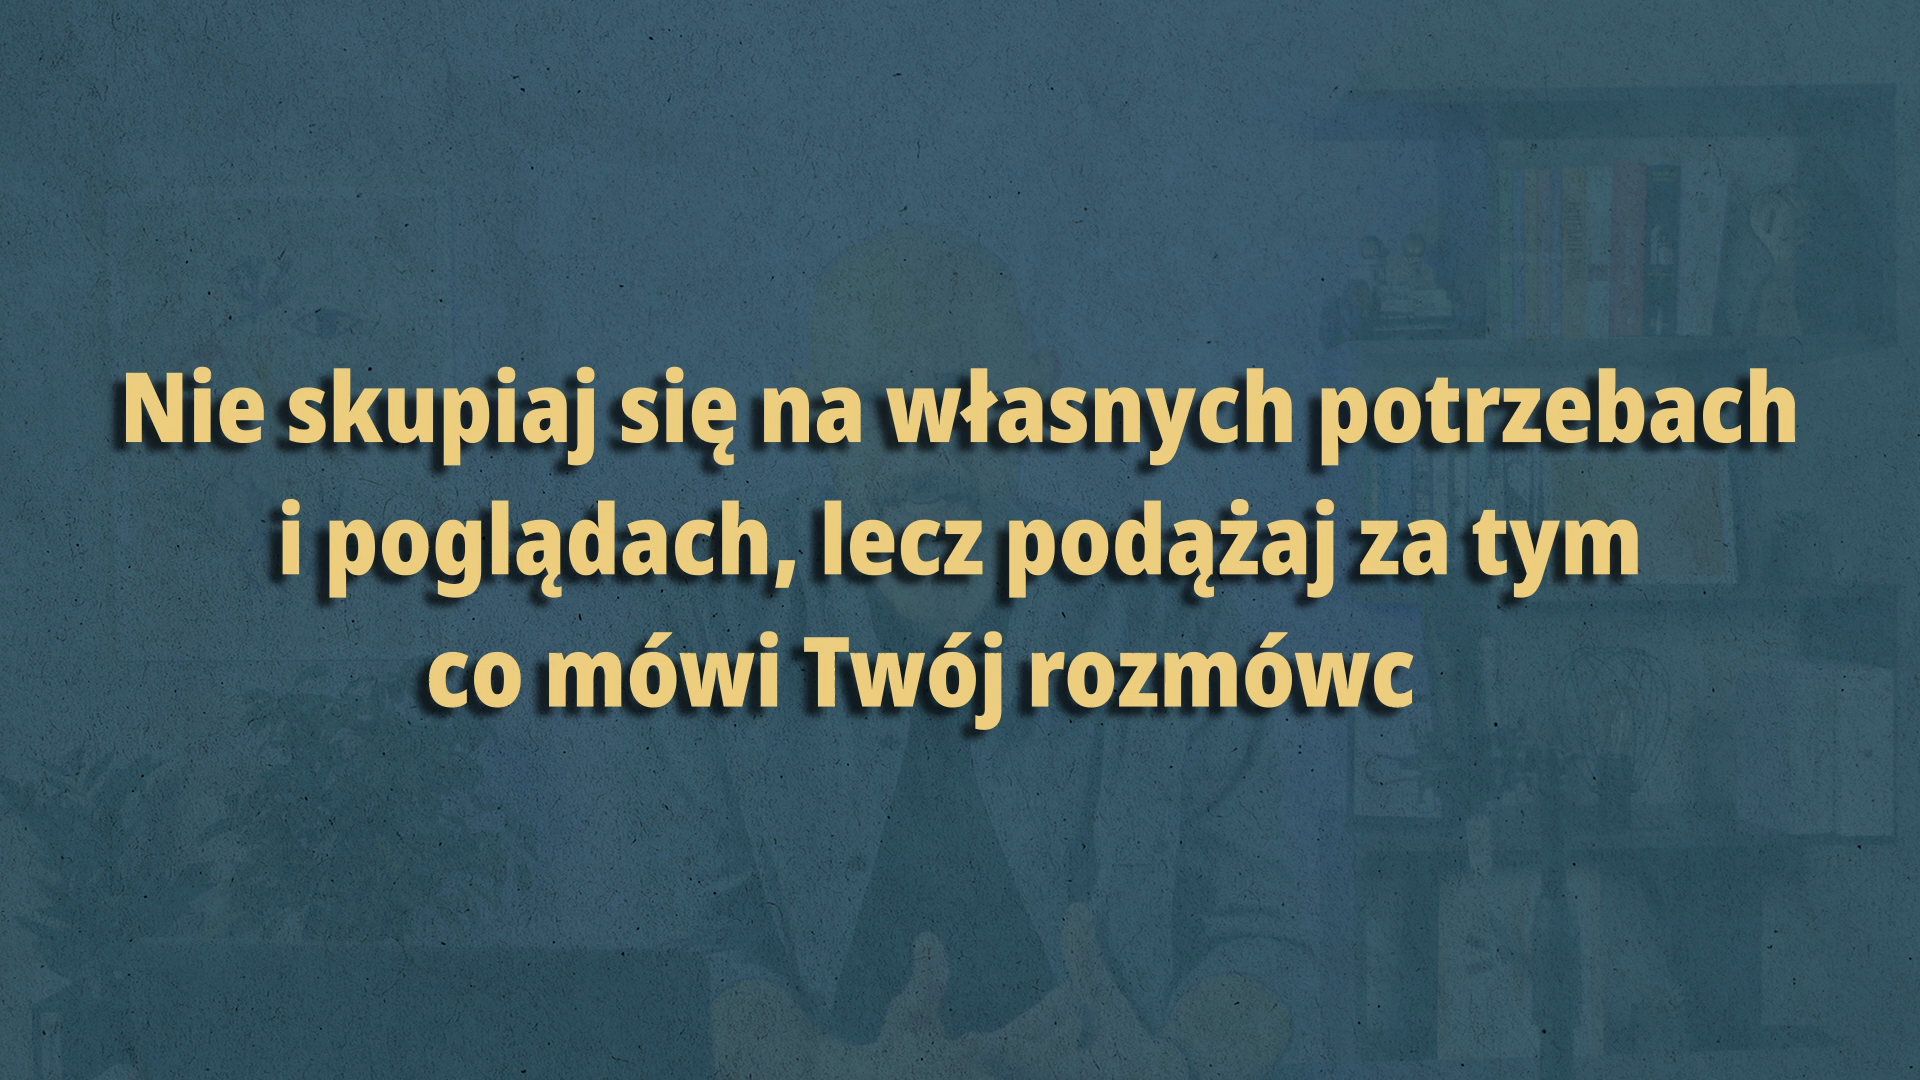 Nie skupiaj się na własnych potrzebach
i poglądach, lecz podążaj za tym
co mówi Twój rozmówc